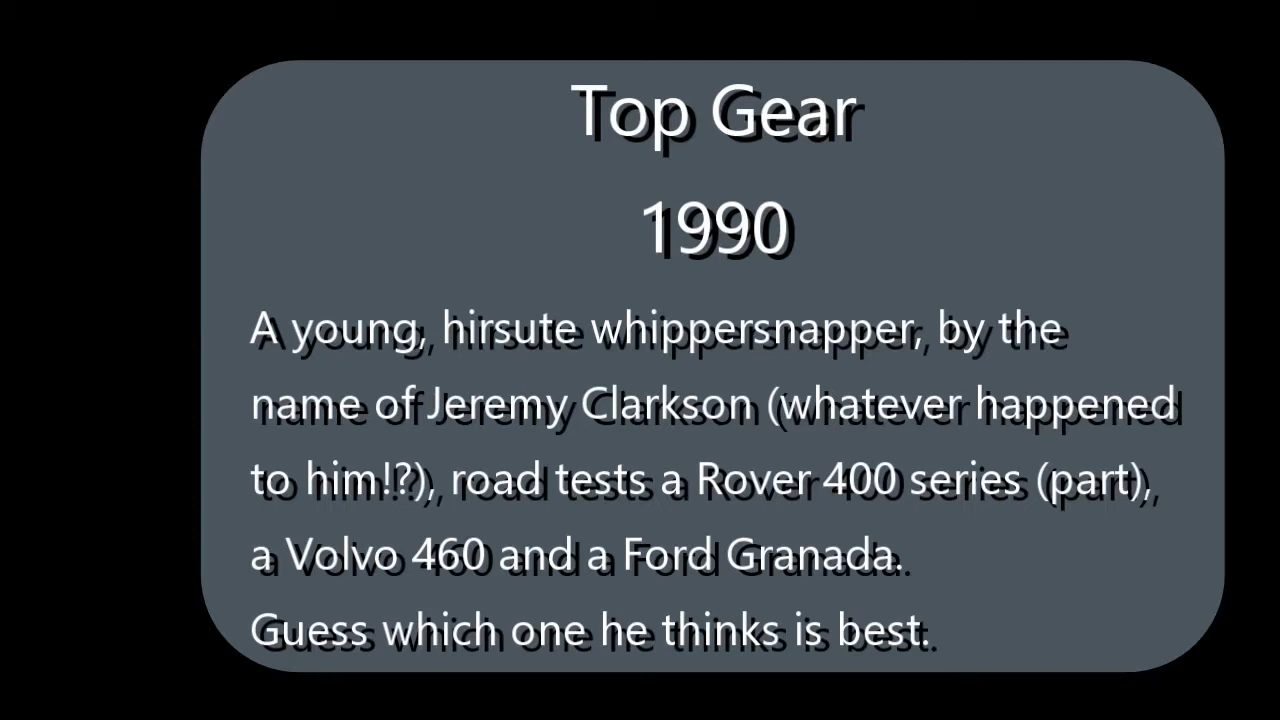 Top Gear
1990
A young, hirsute whippersnapper, by the
name of Jeremy Clarkson (whatever happened
to him!?), road tests a Rover 400 series (part),
a Volvo 460 and a Ford Granada.
Guess which one he thinks is best.